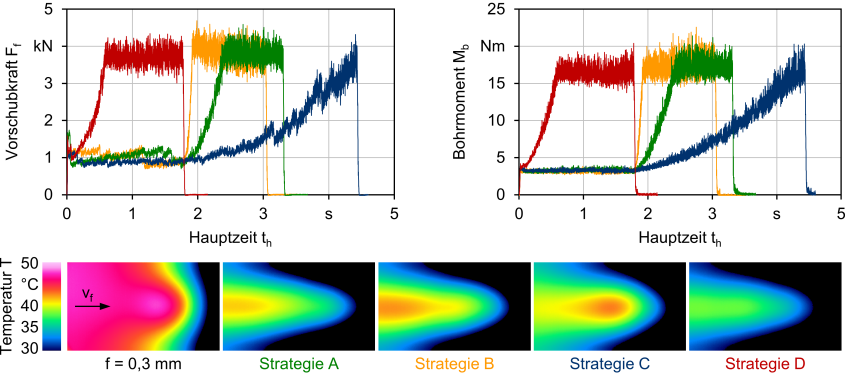 5
kN
3
2
1
0
Vorschubkraft Ff
0 1 2 3 s 5
Hauptzeit th
25
Nm
15
10
5
0
Bohrmoment Mb
0 1 2 3 s 5
Hauptzeit th
Temperatur T
50
°C
40
35
30
vf
f = 0,3 mm
Strategie A
Strategie B
Strategie C
Strategie D